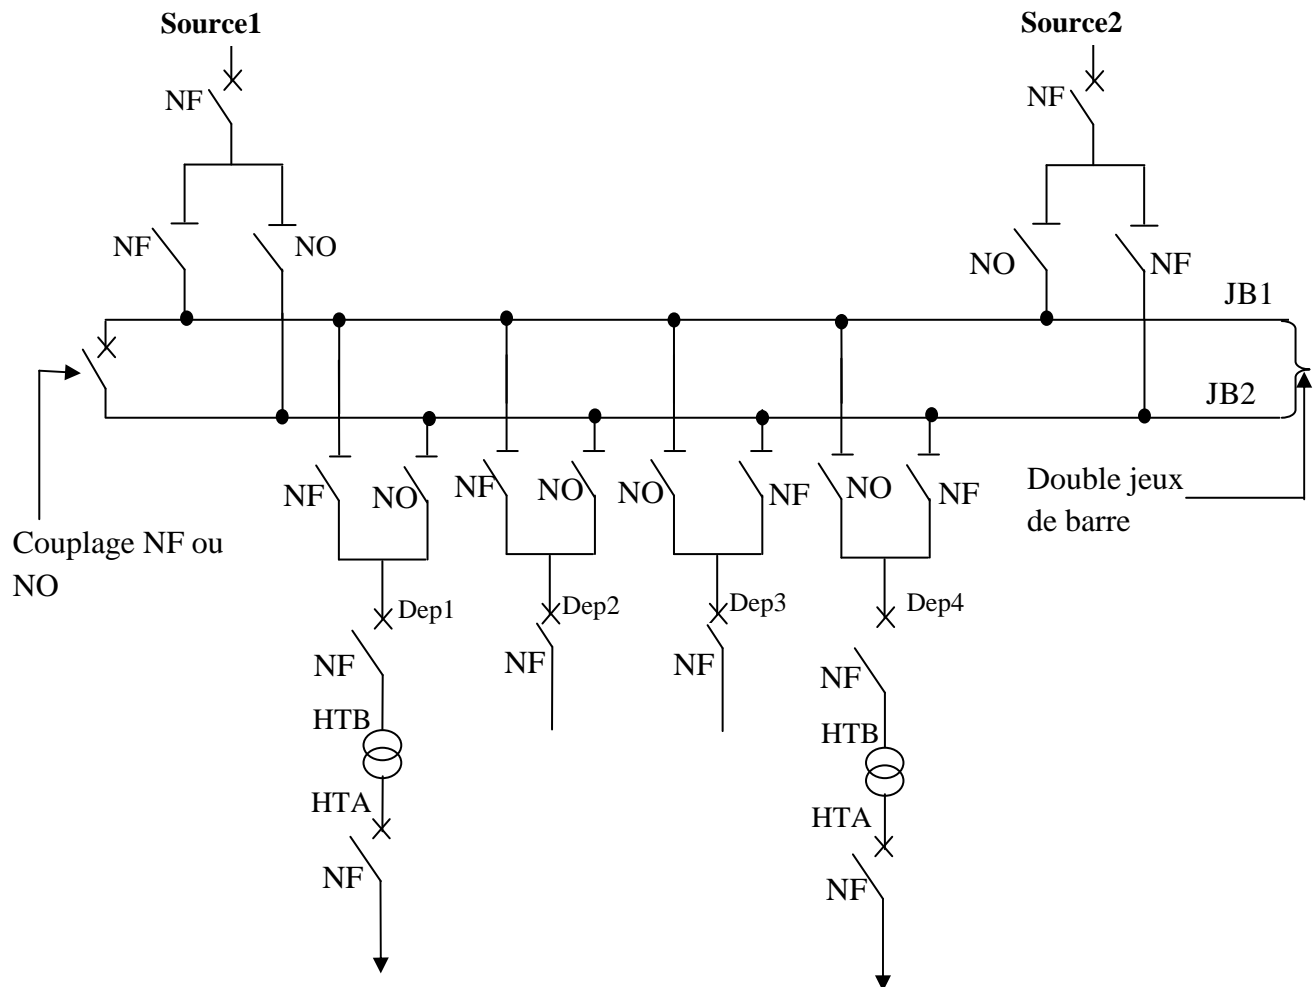 Source1
Source2
NF
NF
NF
NO
NO
NF
JB1
JB2
NF
NO
NF
NO
NO
NF
NO
NF
Double jeux
de barre
Couplage NF ou
NO
Dep1
Dep2
Dep3
Dep4
NF
NF
NF
NF
HTB
HTB
HTA
HTA
NF
NF